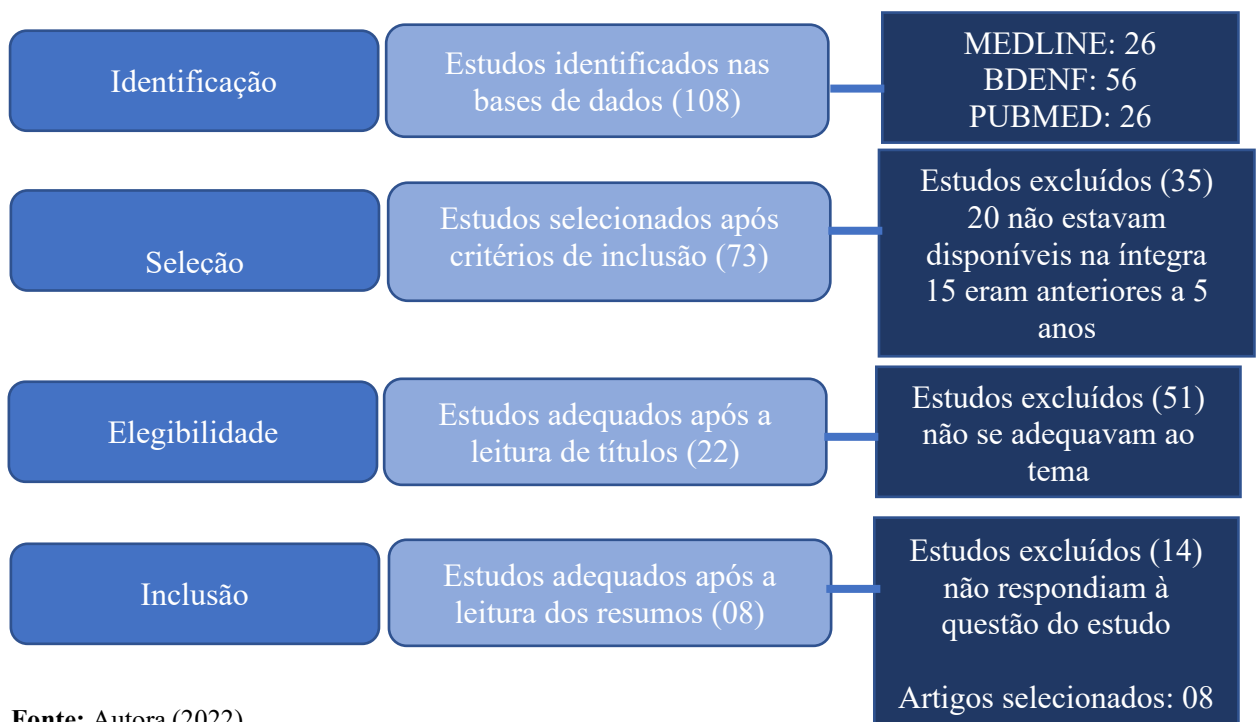 Identificação
Estudos identificados nas
bases de dados (108)
MEDLINE: 26
BDENF: 56
PUBMED: 26
Seleção
Estudos selecionados após
critérios de inclusão (73)
Estudos excluídos (35)
20 não estavam
disponíveis na íntegra
15 eram anteriores a 5
anos
Elegibilidade
Estudos adequados após a
leitura de títulos (22)
Estudos excluídos (51)
não se adequavam ao
tema
Inclusão
Estudos adequados após a
leitura dos resumos (08)
Estudos excluídos (14)
não respondiam à
questão do estudo
Artigos selecionados: 08
Fonte: Autora (2022)